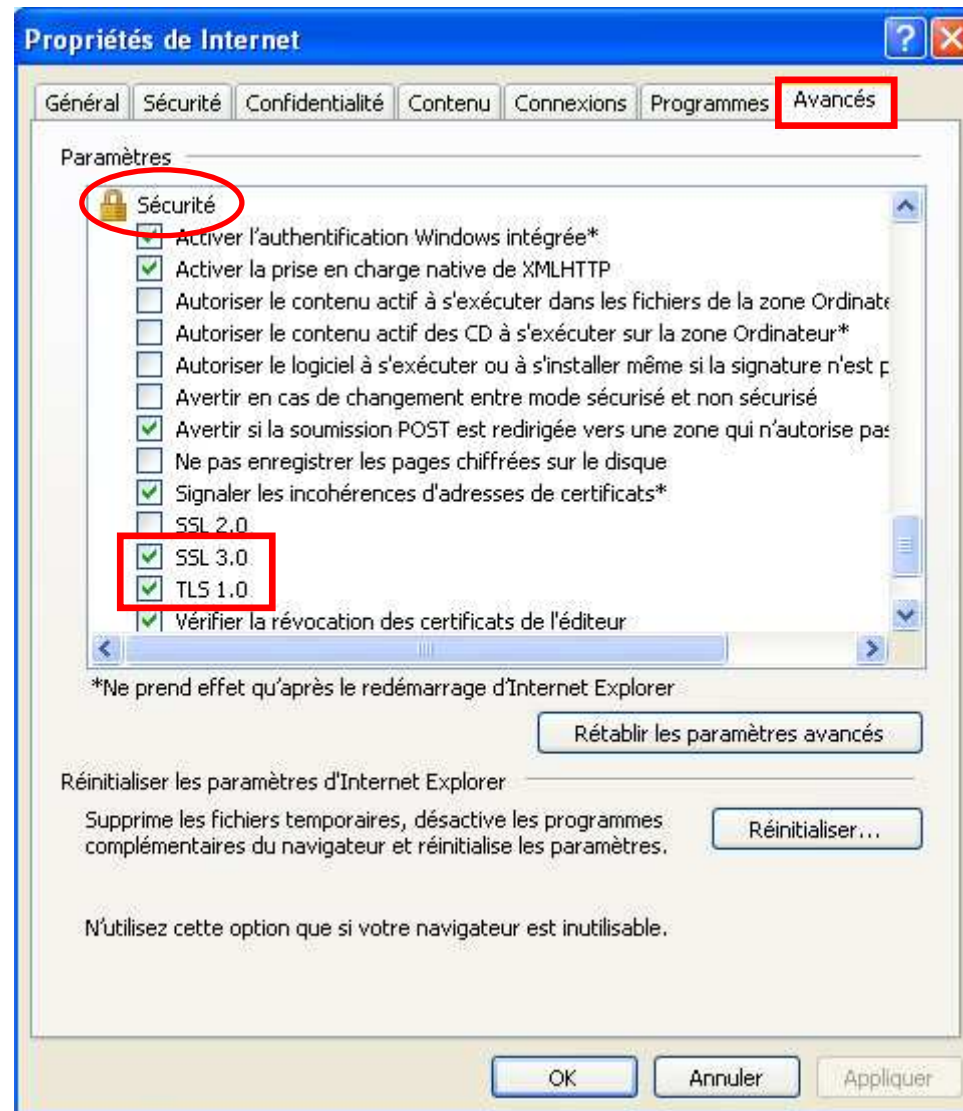 Propriétés de Internet
Général Sécurité Confidentialité Contenu Connexions Programmes Avancés
Paramètres
Sécurité
Activer l'authentification Windows intégrée*
Activer la prise en charge native de XMLHTTP
Autoriser le contenu actif à s'exécuter dans les fichiers de la zone
Autoriser le contenu actif des CD à s'exécuter sur la zone Ordinateur*
Autoriser le logiciel à s'exécuter ou à s'installer même si la signature n'est
Avertir en cas de changement entre mode sécurisé et non sécurisé
Avertir si la soumission POST est redirigée vers une zone qui n'autorise
Ne pas enregistrer les pages chiffrées sur le disque
Signaler les incohérences d'adresses de certificats*
SSL 2.0
SSL 3.0
TLS 1.0
Vérifier la révocation des certificats de l'éditeur
*Ne prend effet qu'après le redémarrage d'Internet Explorer
Rétablir les paramètres avancés
Réinitialiser les paramètres d'Internet Explorer
Supprime les fichiers temporaires, désactive les programmes
complémentaires du navigateur et réinitialise les paramètres.
Réinitialiser...
N'utilisez cette option que si votre navigateur est inutilisable.
OK Annuler Appliquer